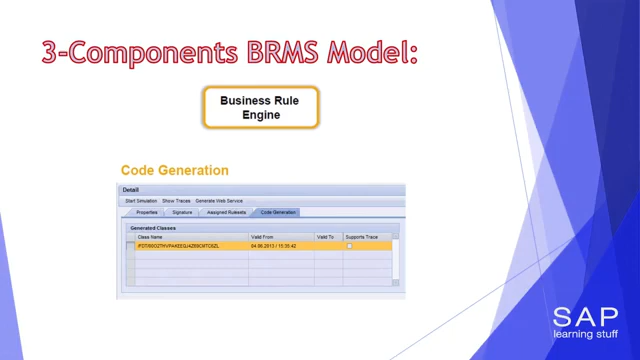 3-Components BRMS Model:
Business Rule
Engine
Code Generation
Detail
Start Simulation Show Traces Generate Web Service
Properties Signature Assigned Rulesets Code Generation
Generated Classes
Class Name Valid From Valid To Supports Trace
04.06.2013 / 15:35:42
SAP
learning stuff